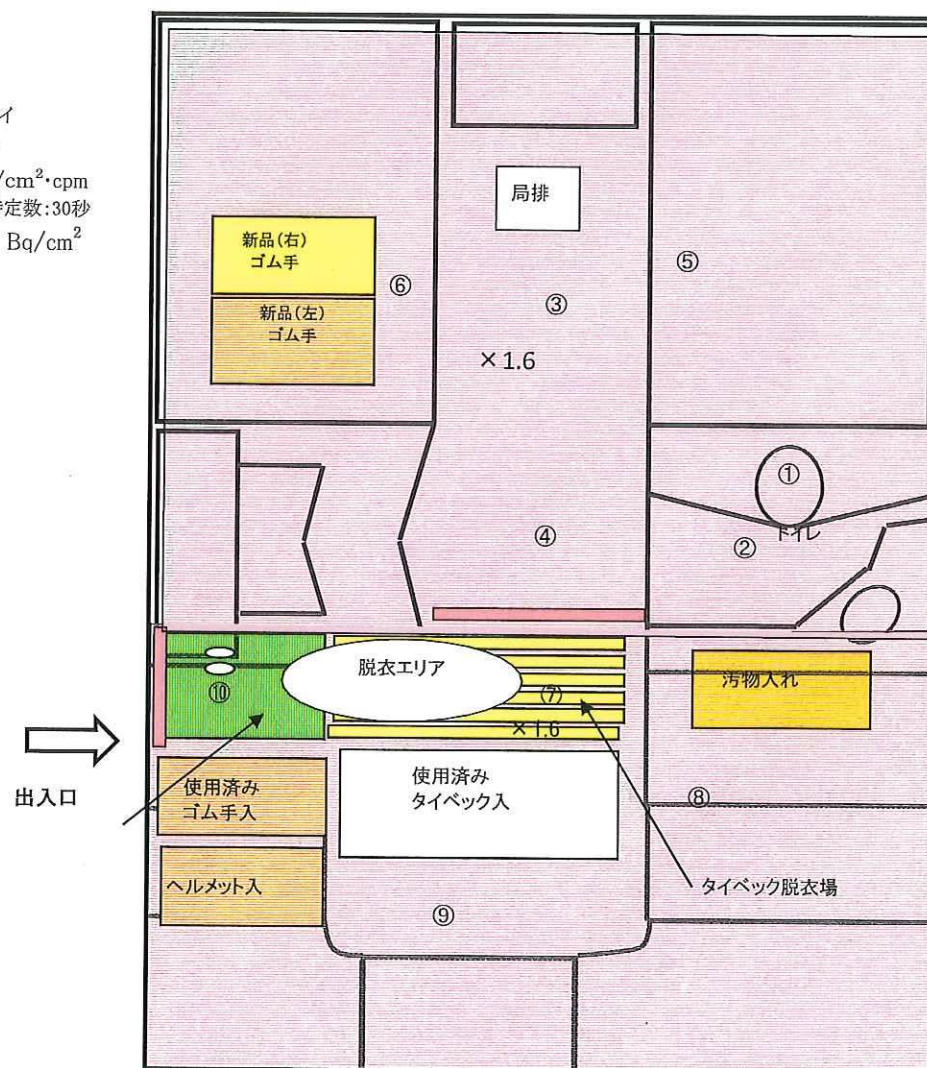 イ
/cm²・cpm
時定数:30秒
Bq/cm²
局排
新品(右)
ゴム手
⑥
新品(左)
ゴム手
⑤
③
×1.6
①
トイレ
④
②
脱衣エリア
⑩
⑦
×1.6
汚物入れ
出入口
使用済み
ゴム手入
使用済み
タイベック入
⑧
ヘルメット入
タイベック脱衣場
⑨